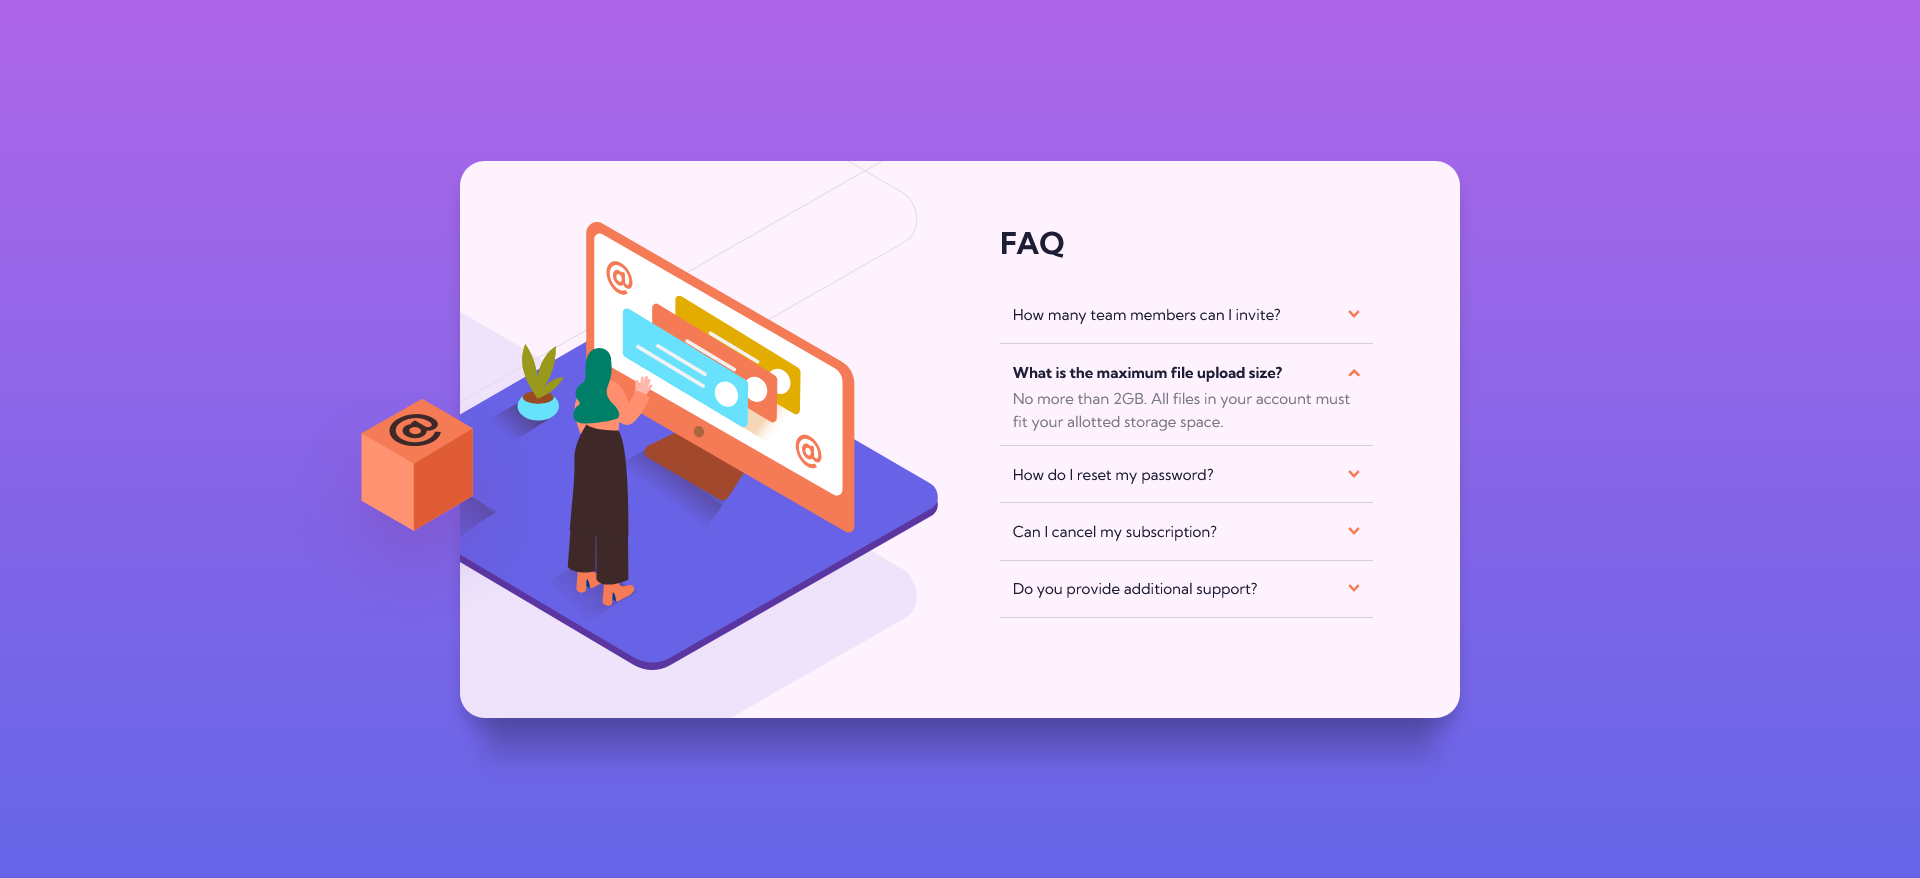 @
@
@
FAQ
How many team members can I invite?
What is the maximum file upload size?
No more than 2GB. All files in your account must
fit your allotted storage space.
How do I reset my password?
Can I cancel my subscription?
Do you provide additional support?